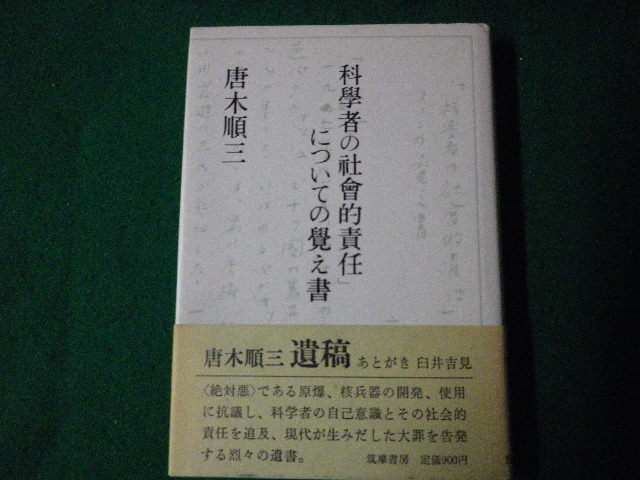 「科學者の社會的責任」
についての覺え書
唐木順三
唐木順三 遺稿 あとがき 臼井吉見
〈絶対悪〉である原爆、核兵器の開発、使用
に抗議し、科学者の自己意識とその社会的
責任を追及、現代が生みだした大罪を告発
する烈々の遺書。 筑摩書房 定価900円